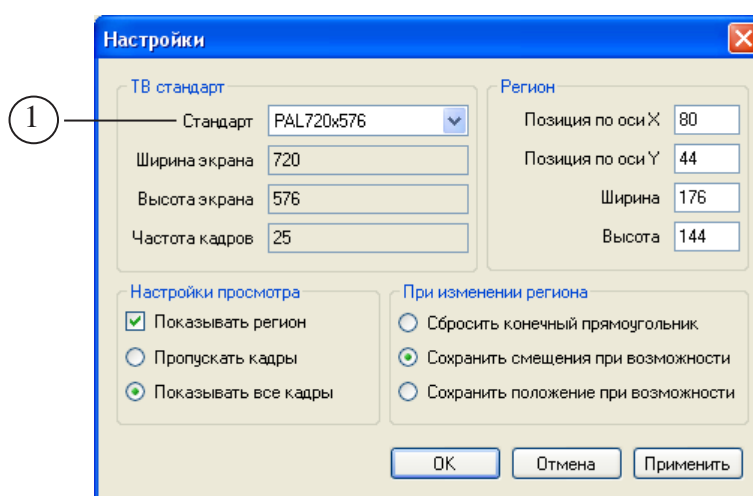 Настройки
1
ТВ стандарт
Стандарт PAL720x576
Ширина экрана 720
Высота экрана 576
Частота кадров 25
Регион
Позиция по оси X 80
Позиция по оси Y 44
Ширина 176
Высота 144
Настройки просмотра
Показывать регион
Пропускать кадры
Показывать все кадры
При изменении региона
Сбросить конечный прямоугольник
Сохранить смещения при возможности
Сохранить положение при возможности
OK Отмена Применить